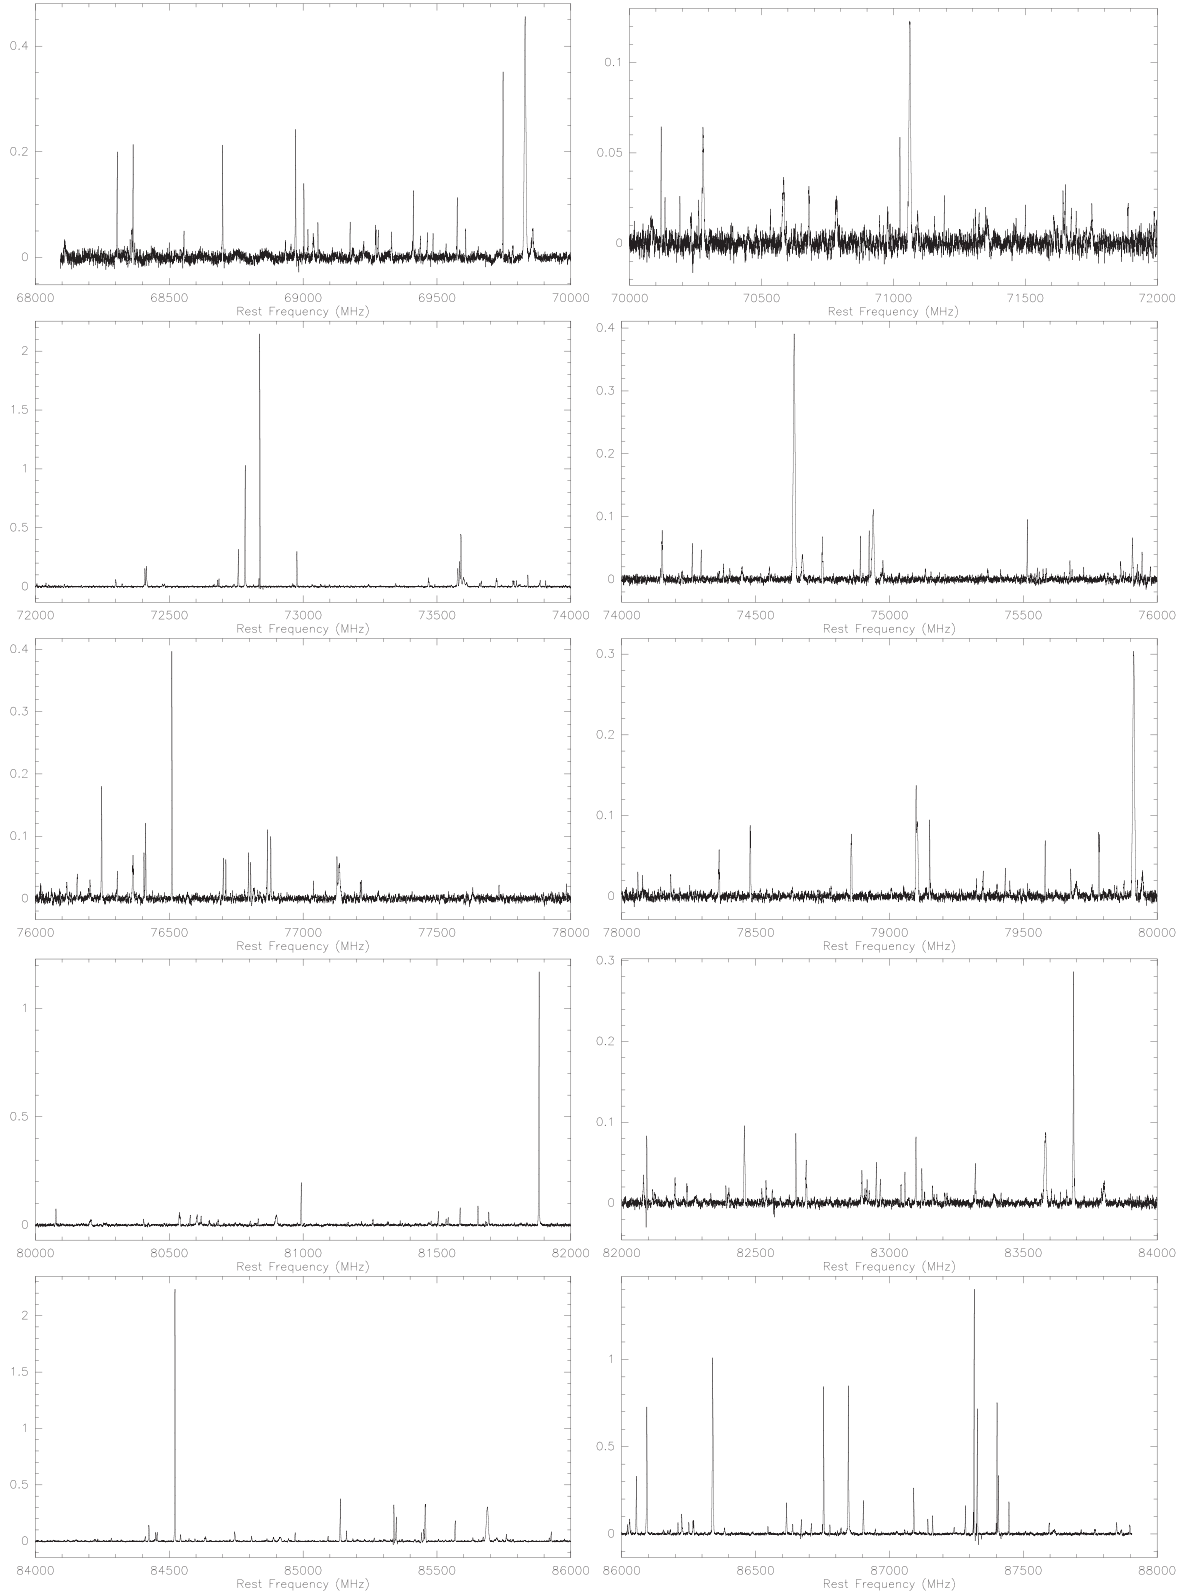 0.4
0.2
0
68000 68500 69000 69500 70000
Rest Frequency (MHz)
0.1
0.05
0
70000 70500 71000 71500 72000
Rest Frequency (MHz)
2
1.5
1
0.5
0
72000 72500 73000 73500 74000
Rest Frequency (MHz)
0.4
0.3
0.2
0.1
0
74000 74500 75000 75500 76000
Rest Frequency (MHz)
0.4
0.3
0.2
0.1
0
76000 76500 77000 77500 78000
Rest Frequency (MHz)
0.3
0.2
0.1
0
78000 78500 79000 79500 80000
Rest Frequency (MHz)
1
0.5
0
80000 80500 81000 81500 82000
Rest Frequency (MHz)
0.3
0.2
0.1
0
82000 82500 83000 83500 84000
Rest Frequency (MHz)
2
1.5
1
0.5
0
84000 84500 85000 85500 86000
Rest Frequency (MHz)
1
0.5
0
86000 86500 87000 87500 88000
Rest Frequency (MHz)